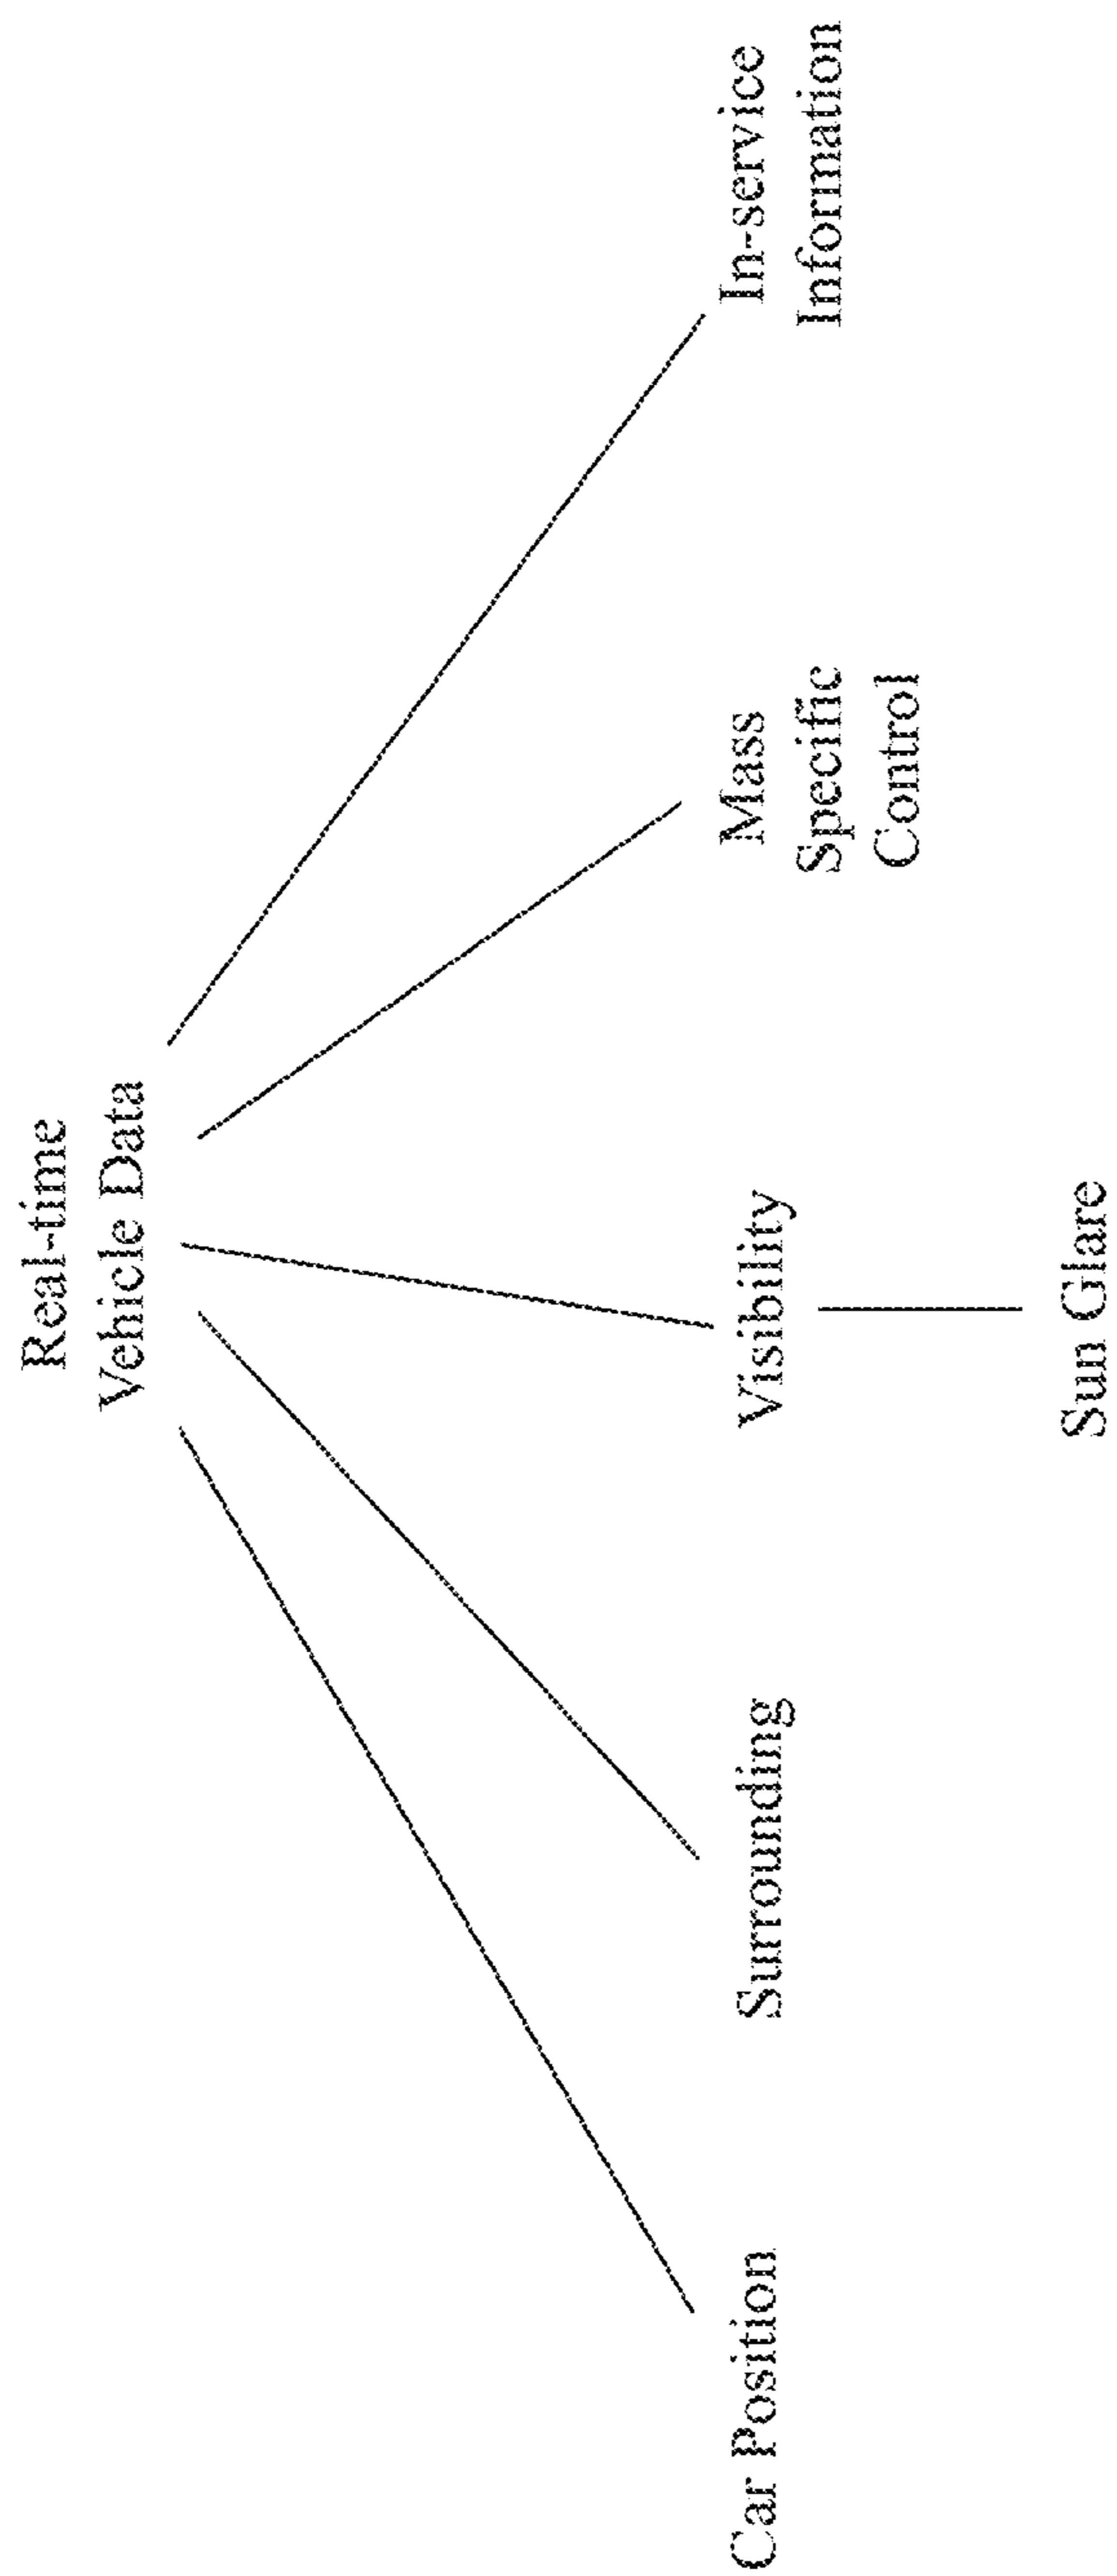 Real-time
Vehicle Data
Car Position
Surrounding
Visibility
Mass
Specific
Control
In-service
Information
Sun Glare